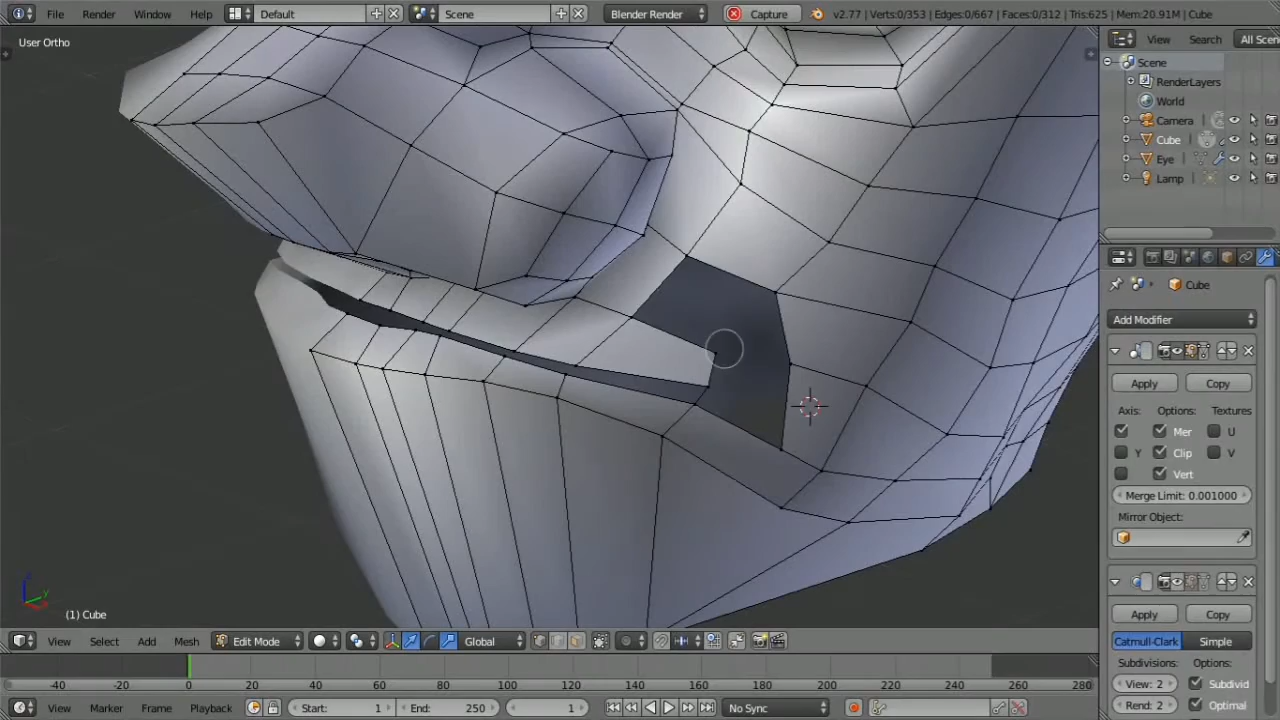 File Render Window Help Default Scene Blender Render Capture v2.77 | Verts:0/353 | Edges:0/667 | Faces:0/312 | Tris:625 | Mem:20.91M | Cube
User Ortho
View Search All Scen
Scene
RenderLayers
World
Camera
Cube
Eye
Lamp
Cube
Add Modifier
Apply Copy
Axis: Options: Textures
Mer U
Y Clip V
Vert
Merge Limit: 0.001000
Mirror Object:
Apply Copy
Catmull-Clark Simple
Subdivisions: Options:
View: 2 Subdivid
Rend: 2 Optimal
z
y
(1) Cube
View Select Add Mesh Edit Mode Global
-40 -20 0 20 40 60 80 100 120 140 160 180 200 220 240 260 280
View Marker Frame Playback Start: 1 End: 250 1 No Sync